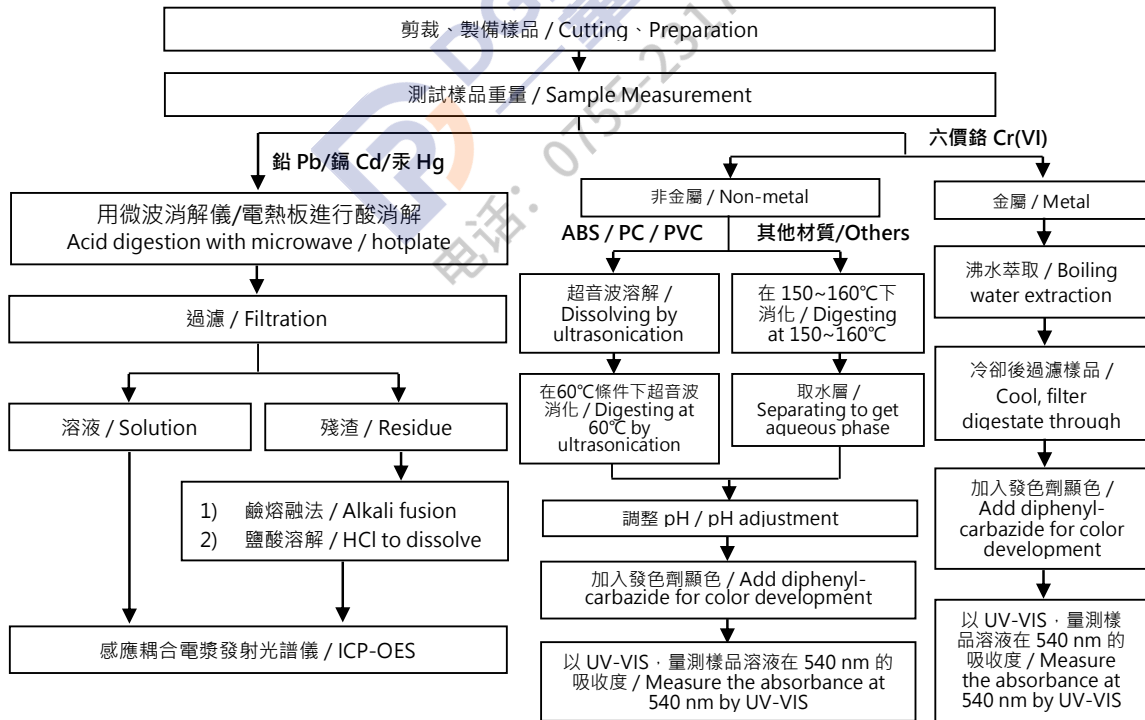 剪裁、製備樣品 / Cutting、Preparation
測試樣品重量 / Sample Measurement
鉛 Pb/鎘 Cd/汞 Hg
六價鉻 Cr(VI)
用微波消解儀/電熱板進行酸消解
Acid digestion with microwave / hotplate
過濾 / Filtration
溶液 / Solution
殘渣 / Residue
1) 鹼熔融法 / Alkali fusion
2) 鹽酸溶解 / HCl to dissolve
感應耦合電漿發射光譜儀 / ICP-OES
非金屬 / Non-metal
ABS / PC / PVC
其他材質/Others
超音波溶解 /
Dissolving by
ultrasonication
在60℃條件下超音波
消化 / Digesting at
60℃ by
ultrasonication
在 150~160℃下
消化 / Digesting
at 150~160℃
取水層 /
Separating to get
aqueous phase
調整 pH / pH adjustment
加入發色劑顯色 / Add diphenyl-
carbazide for color development
以 UV-VIS，量測樣品溶液在 540 nm 的
吸收度 / Measure the absorbance at
540 nm by UV-VIS
金屬 / Metal
沸水萃取 / Boiling
water extraction
冷卻後過濾樣品 /
Cool, filter
digestate through
加入發色劑顯色 /
Add diphenyl-
carbazide for color
development
以 UV-VIS，量測樣
品溶液在 540 nm 的
吸收度 / Measure
the absorbance at
540 nm by UV-VIS
电话：0755-2317